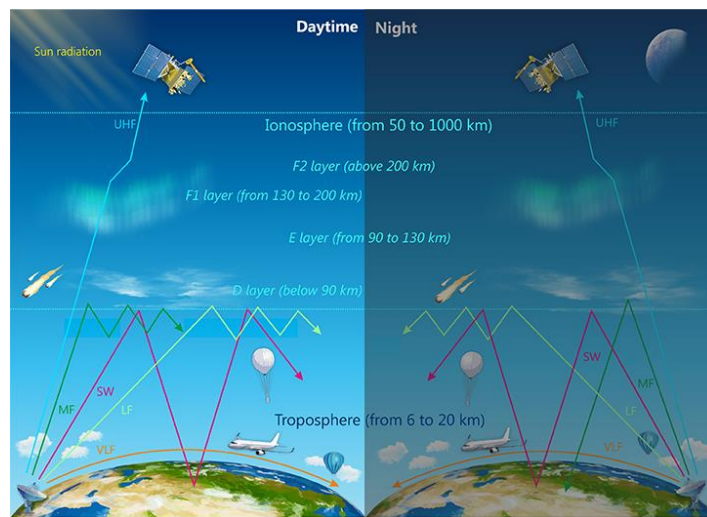 Daytime
Night
Sun radiation
UHF
Ionosphere (from 50 to 1000 km)
UHF
F2 layer (above 200 km)
F1 layer (from 130 to 200 km)
E layer (from 90 to 130 km)
D layer (below 90 km)
SW
MF
LF
SW
MF
LF
Troposphere (from 6 to 20 km)
VLF
VLF